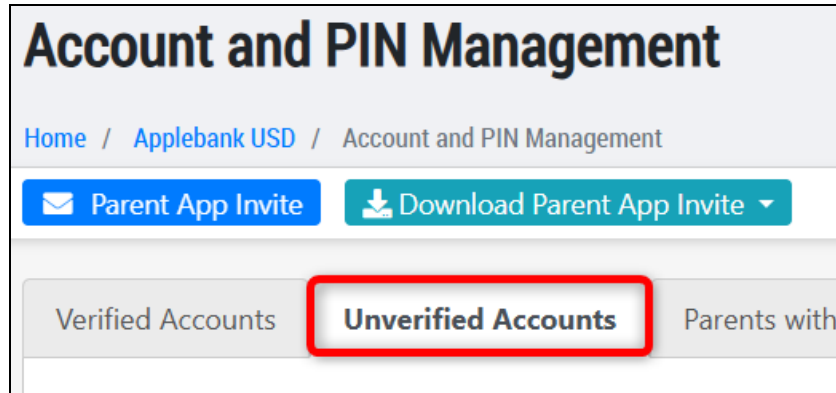 Account and PIN Management
Home / Applebank USD / Account and PIN Management
Parent App Invite Download Parent App Invite
Verified Accounts Unverified Accounts Parents with